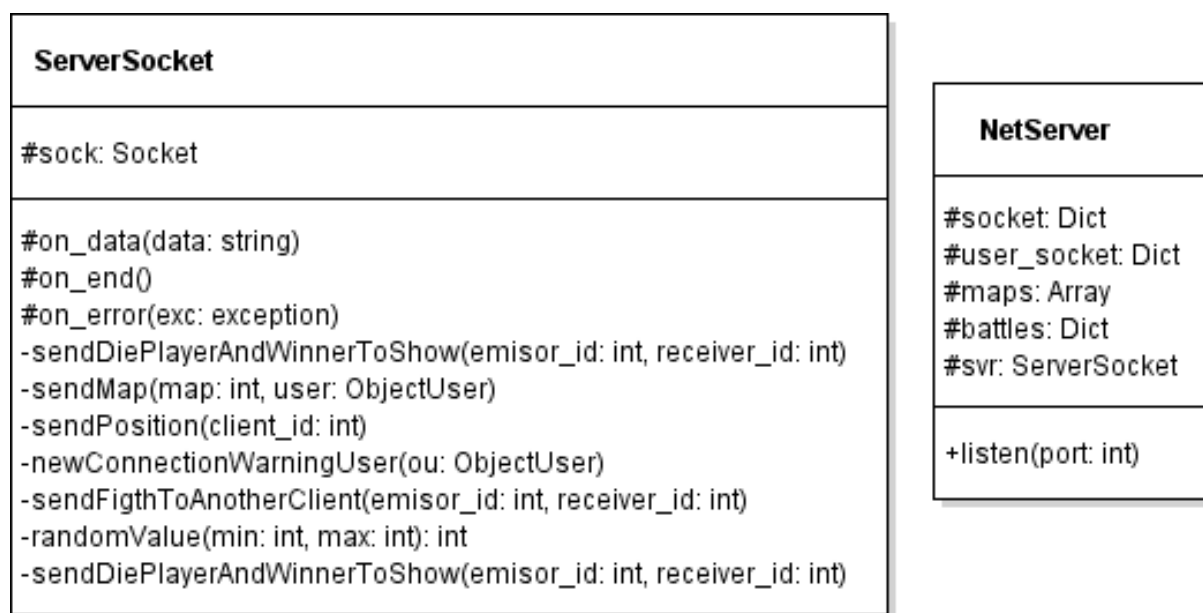 ServerSocket
#sock: Socket
#on_data(data: string)
#on_end()
#on_error(exc: exception)
-sendDiePlayerAndWinnerToShow(emisor_id: int, receiver_id: int)
-sendMap(map: int, user: ObjectUser)
-sendPosition(client_id: int)
-newConnectionWarningUser(ou: ObjectUser)
-sendFigthToAnotherClient(emisor_id: int, receiver_id: int)
-randomValue(min: int, max: int): int
-sendDiePlayerAndWinnerToShow(emisor_id: int, receiver_id: int)
NetServer
#socket: Dict
#user_socket: Dict
#maps: Array
#battles: Dict
#svr: ServerSocket
+listen(port: int)